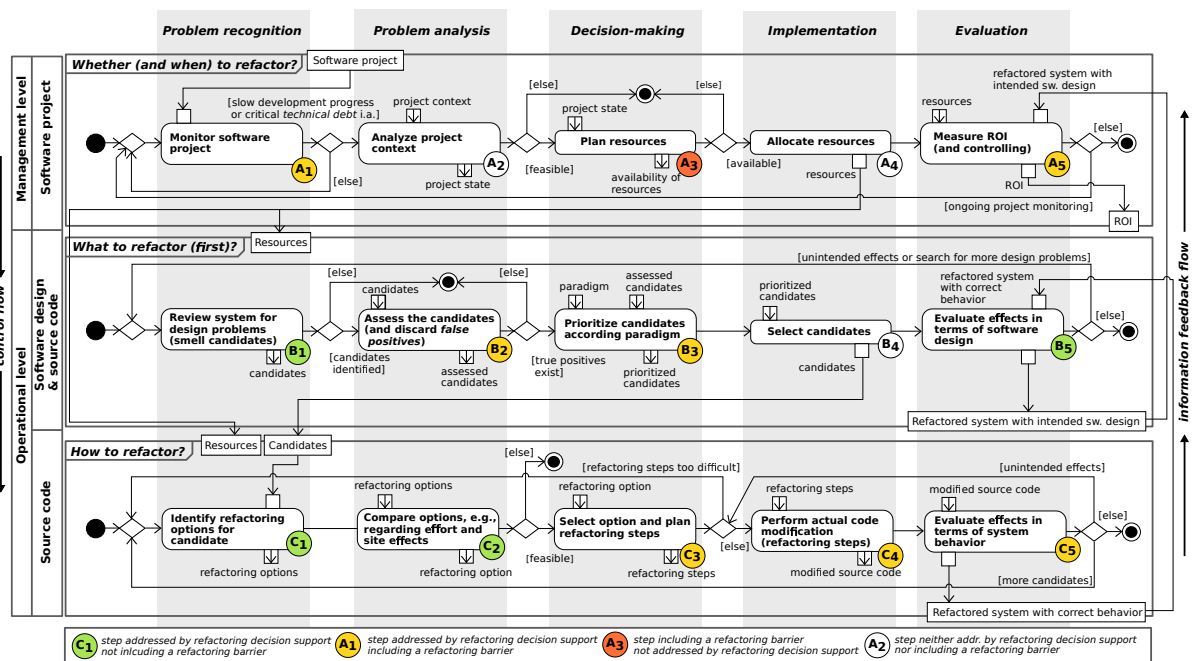 Problem recognition
Problem analysis
Decision-making
Implementation
Evaluation
Management level
Software project
Whether (and when) to refactor?
Software project
[slow development progress
or critical technical debt i.a.]
Monitor software
project
A1
[else]
project context
Analyze project
context
A2
project state
[else]
[feasible]
project state
Plan resources
A3
availability of
resources
[else]
[available]
Allocate resources
A4
resources
refactored system with
intended sw. design
resources
Measure ROI
(and controlling)
A5
ROI
[else]
[ongoing project monitoring]
ROI
Operational level
Software design
& source code
What to refactor (first)?
Resources
[unintended effects or search for more design problems]
Review system for
design problems
(smell candidates)
B1
candidates
[else]
[candidates
identified]
candidates
Assess the candidates
(and discard false
positives)
B2
assessed
candidates
[else]
[true positives
exist]
paradigm
assessed
candidates
Prioritize candidates
according paradigm
B3
prioritized
candidates
prioritized
candidates
Select candidates
B4
candidates
refactored system
with correct
behavior
Evaluate effects in
terms of software
design
B5
[else]
Refactored system with intended sw. design
Source code
How to refactor?
Resources
Candidates
Identify refactoring
options for
candidate
C1
refactoring options
refactoring options
Compare options, e.g.,
regarding effort and
site effects
C2
refactoring option
[else]
[feasible]
[refactoring steps too difficult]
refactoring option
Select option and plan
refactoring steps
C3
refactoring steps
[else]
refactoring steps
Perform actual code
modification
(refactoring steps)
C4
modified source code
[unintended effects]
modified source code
Evaluate effects in
terms of system
behavior
C5
[else]
[more candidates]
Refactored system with correct behavior
control flow
information feedback flow
C1
step addressed by refactoring decision support
not inlcuding a refactoring barrier
A1
step addressed by refactoring decision support
including a refactoring barrier
A3
step including a refactoring barrier
not addressed by refactoring decision support
A2
step neither addr. by refactoring decision support
nor including a refactoring barrier